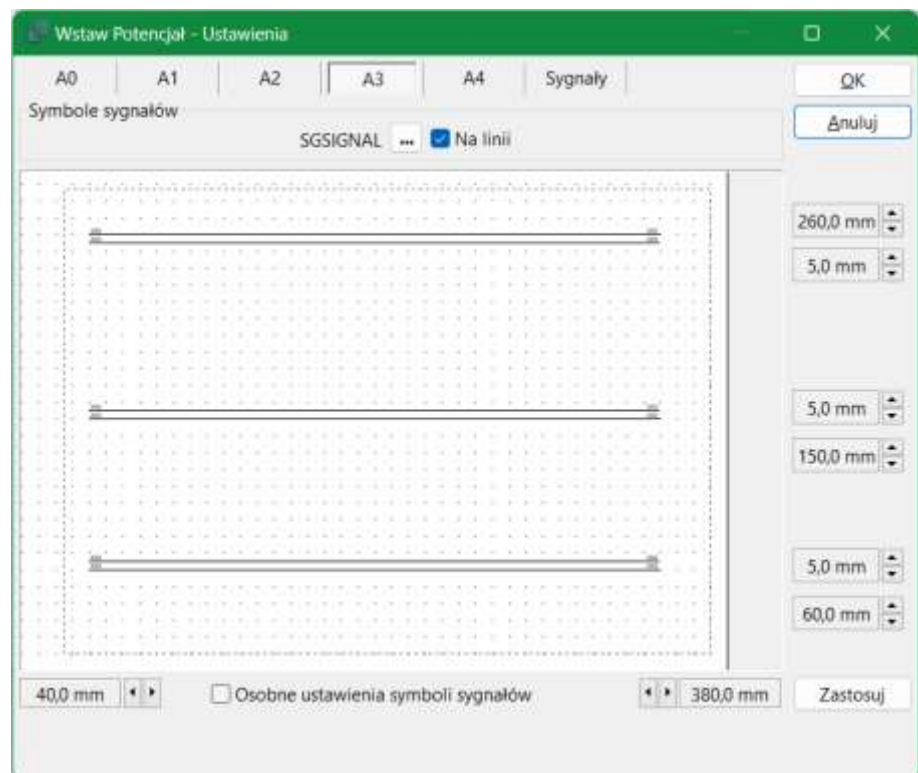 Wstaw Potencjał - Ustawienia
A0 A1 A2 A3 A4 Sygnały OK
Symbole sygnałów Anuluj
SGSIGNAL ... Na linii
260,0 mm
5,0 mm
5,0 mm
150,0 mm
5,0 mm
60,0 mm
40,0 mm Osobne ustawienia symboli sygnałów 380,0 mm Zastosuj